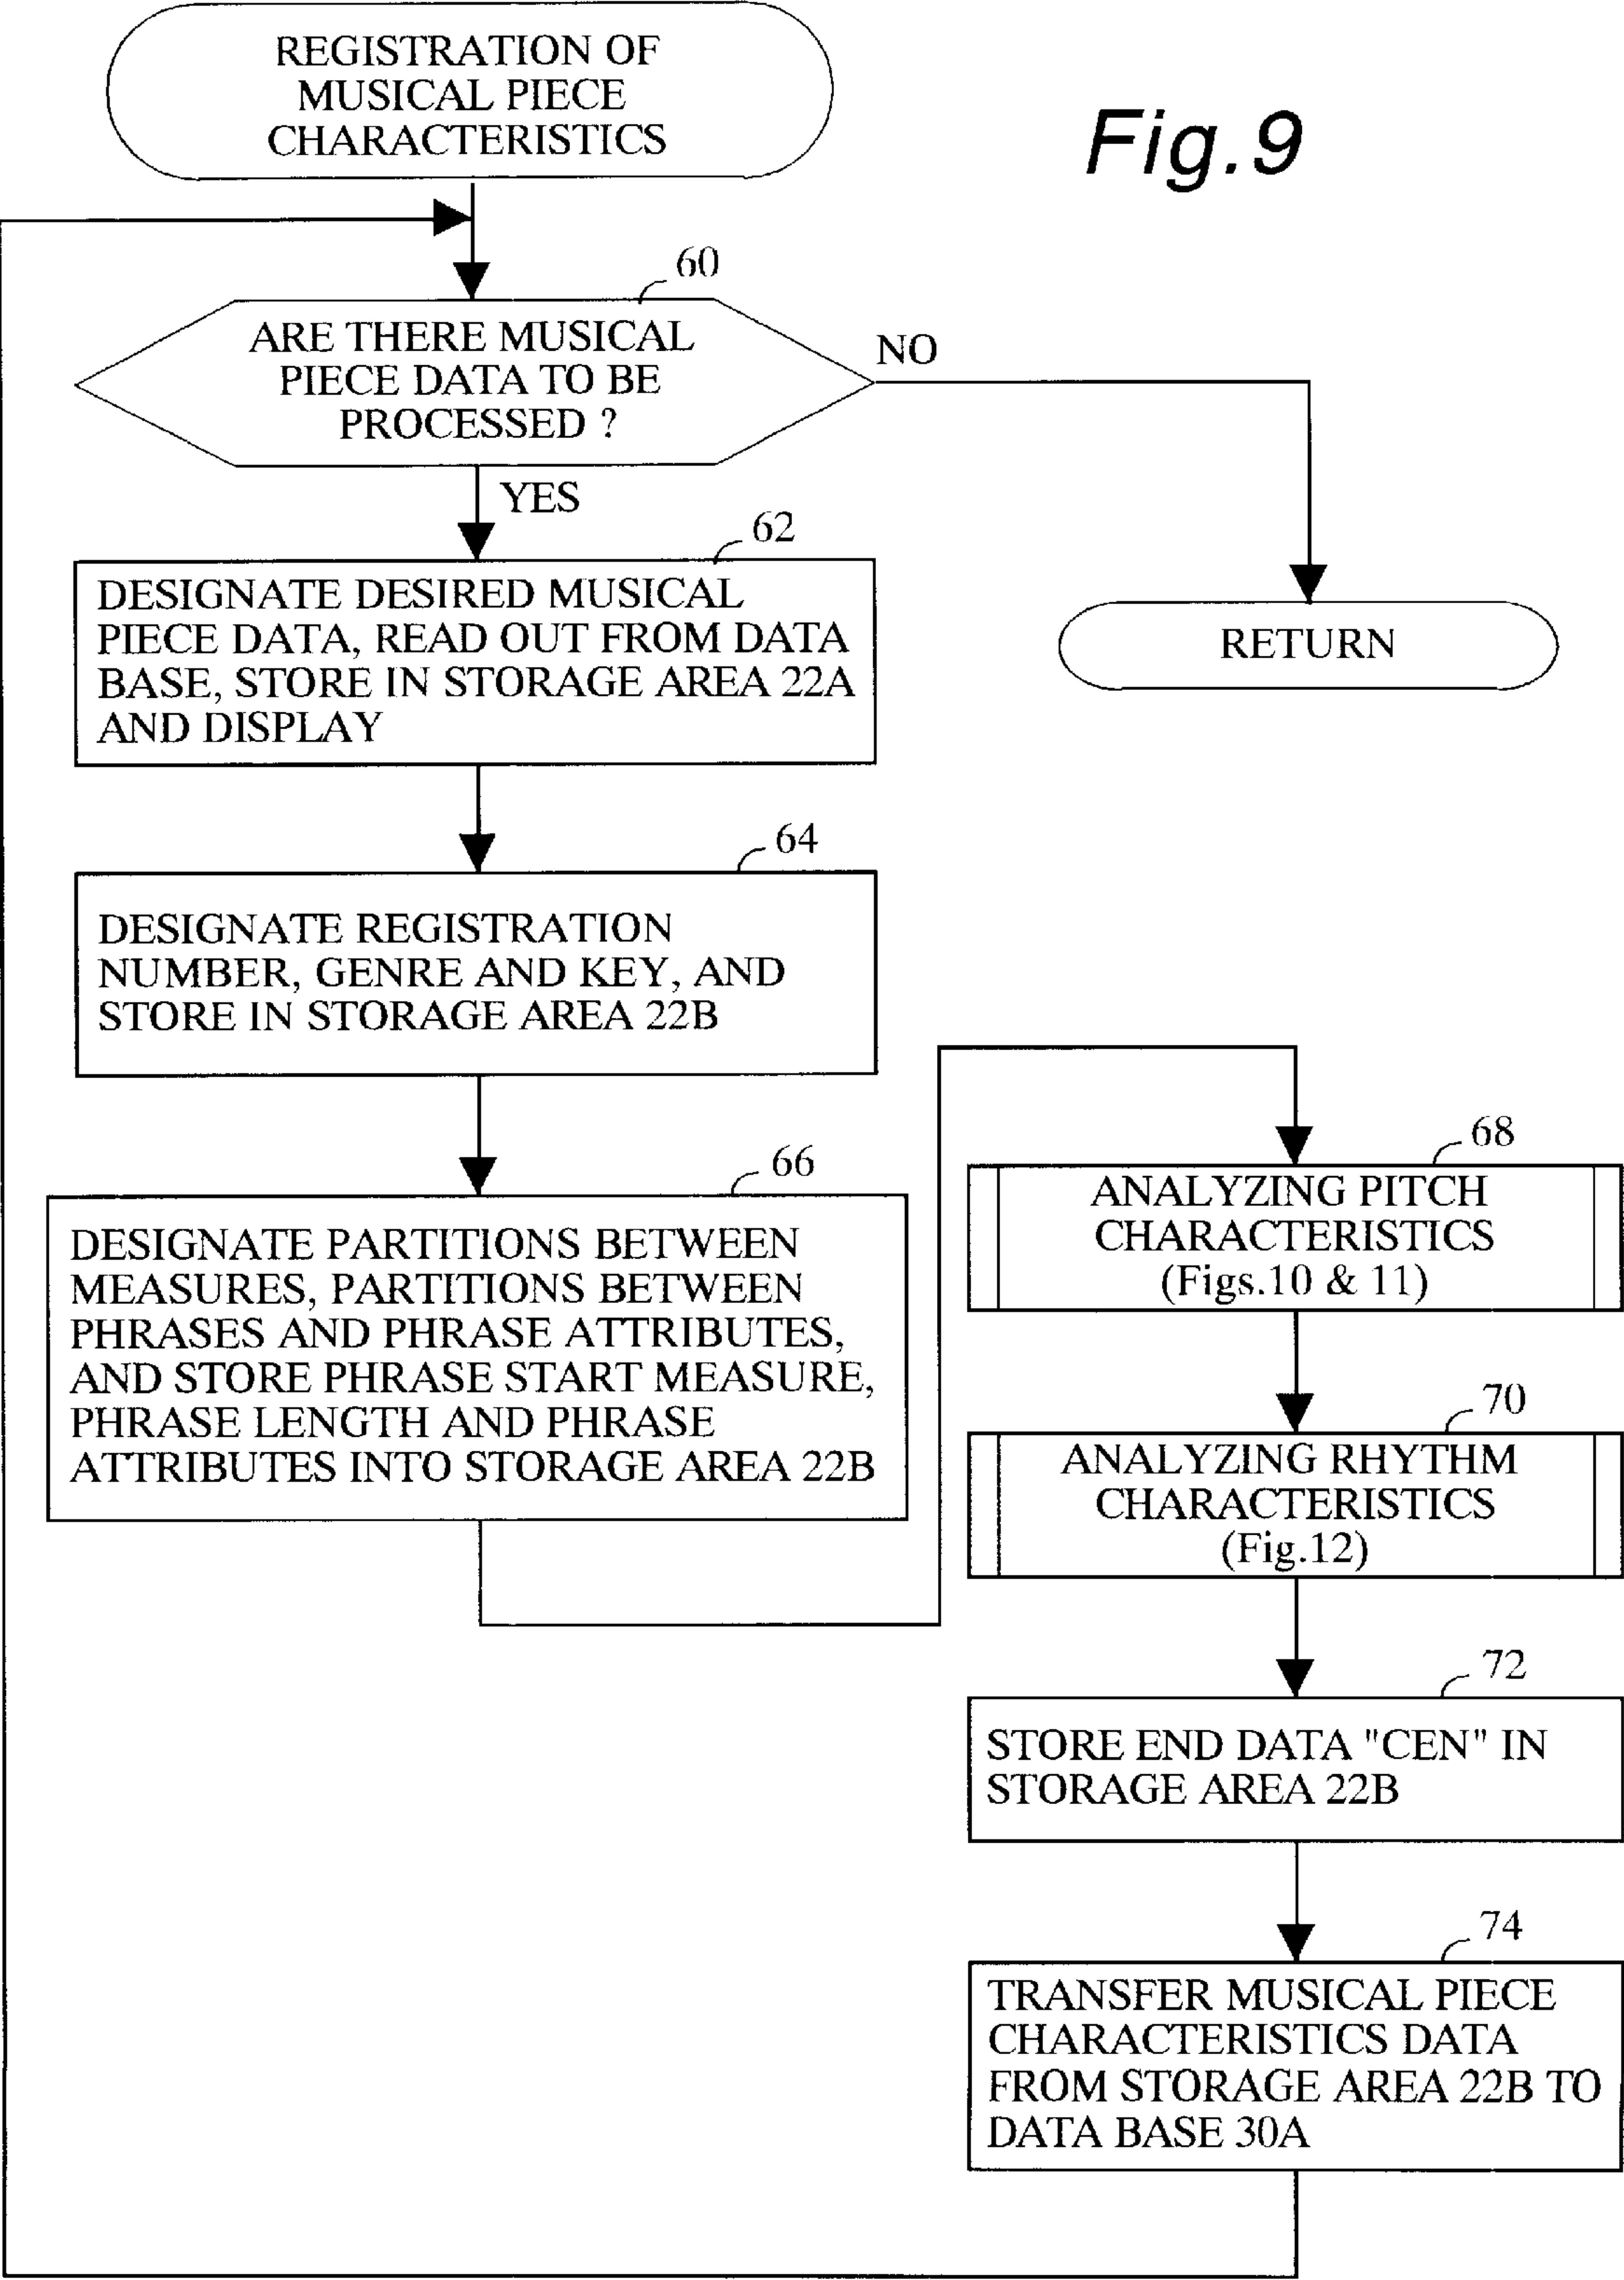 REGISTRATION OF
MUSICAL PIECE
CHARACTERISTICS
Fig.9
60
ARE THERE MUSICAL
PIECE DATA TO BE
PROCESSED ?
NO
YES
RETURN
62
DESIGNATE DESIRED MUSICAL
PIECE DATA, READ OUT FROM DATA
BASE, STORE IN STORAGE AREA 22A
AND DISPLAY
64
DESIGNATE REGISTRATION
NUMBER, GENRE AND KEY, AND
STORE IN STORAGE AREA 22B
66
DESIGNATE PARTITIONS BETWEEN
MEASURES, PARTITIONS BETWEEN
PHRASES AND PHRASE ATTRIBUTES,
AND STORE PHRASE START MEASURE,
PHRASE LENGTH AND PHRASE
ATTRIBUTES INTO STORAGE AREA 22B
68
ANALYZING PITCH
CHARACTERISTICS
(Figs.10 & 11)
70
ANALYZING RHYTHM
CHARACTERISTICS
(Fig.12)
72
STORE END DATA "CEN" IN
STORAGE AREA 22B
74
TRANSFER MUSICAL PIECE
CHARACTERISTICS DATA
FROM STORAGE AREA 22B TO
DATA BASE 30A